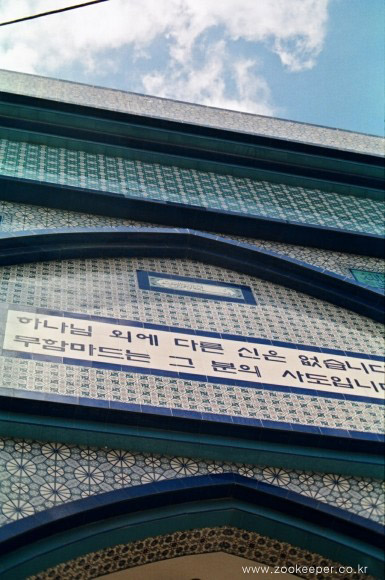 하나님 외에 다른 신은 없습니다
무함마드는 그 분의 사도입니
www.zookeeper.co.kr